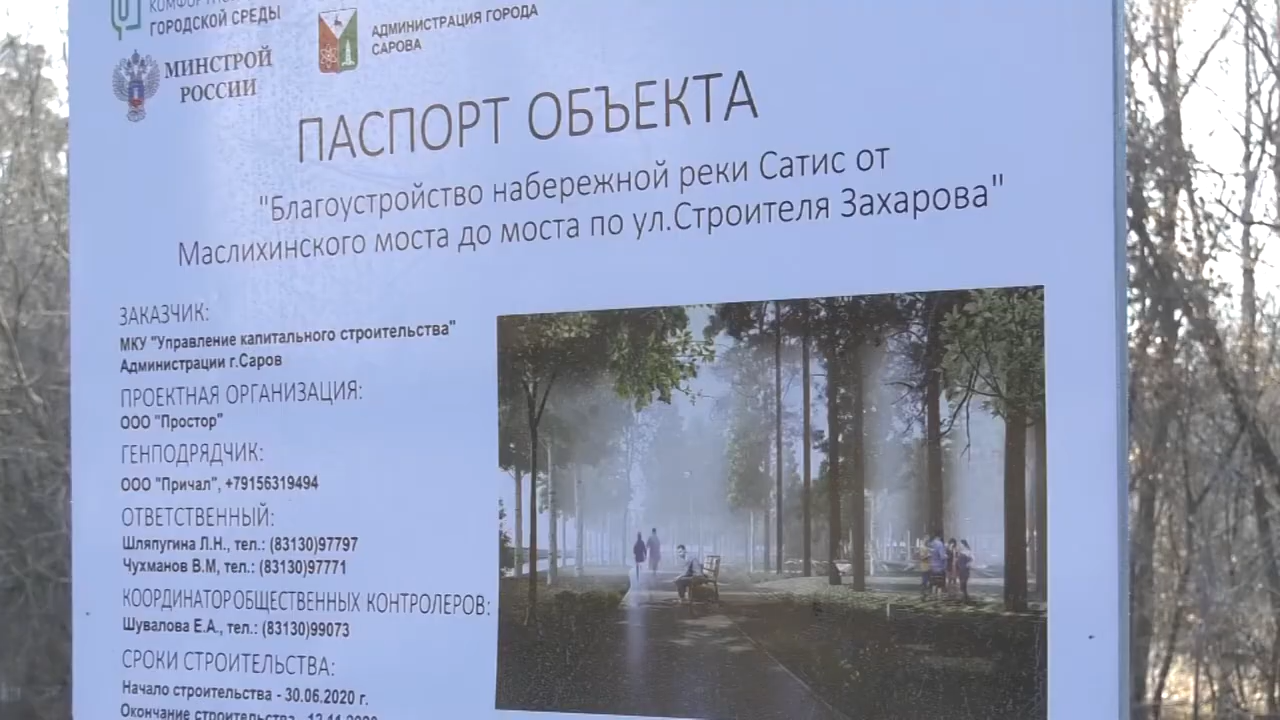 ГОРОДСКОЙ СРЕДЫ
АДМИНИСТРАЦИЯ ГОРОДА
САРОВА
МИНСТРОЙ
РОССИИ
ПАСПОРТ ОБЪЕКТА
"Благоустройство набережной реки Сатис от
Маслихинского моста до моста по ул.Строителя Захарова"
ЗАКАЗЧИК:
МКУ "Управление капитального строительства"
Администрации г.Саров
ПРОЕКТНАЯ ОРГАНИЗАЦИЯ:
ООО "Простор"
ГЕНПОДРЯДЧИК:
ООО "Причал", +79156319494
ОТВЕТСТВЕННЫЙ:
Шляпугина Л.Н., тел.: (83130)97797
Чухманов В.М, тел.: (83130)97771
КООРДИНАТОР ОБЩЕСТВЕННЫХ КОНТРОЛЕРОВ:
Шувалова Е.А., тел.: (83130)99073
СРОКИ СТРОИТЕЛЬСТВА:
Начало строительства - 30.06.2020 г.
Окончание строительства -